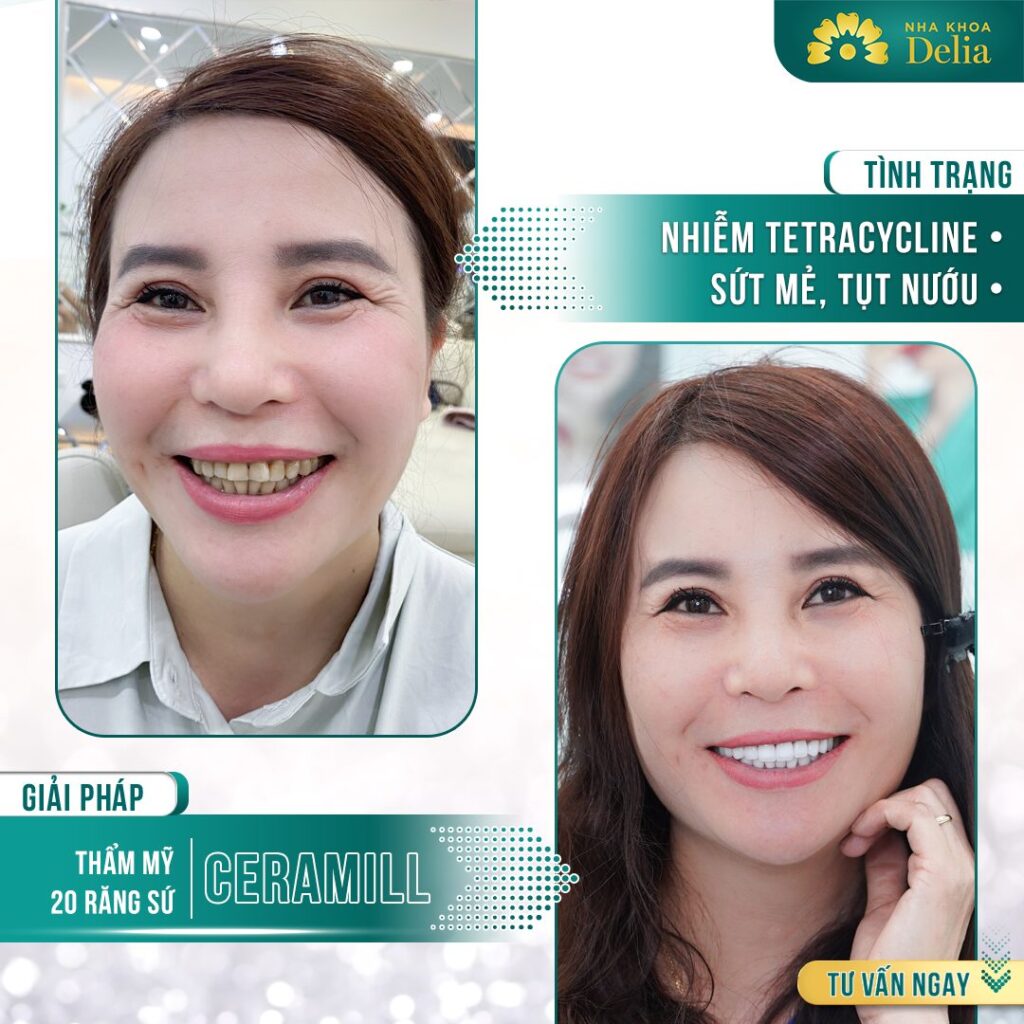 NHA KHOA
Delia
TÌNH TRẠNG
NHIỄM TETRACYCLINE •
SỨT MẺ, TỤT NƯỚU •
GIẢI PHÁP
THẨM MỸ
20 RĂNG SỨ
CERAMILL
TƯ VẤN NGAY